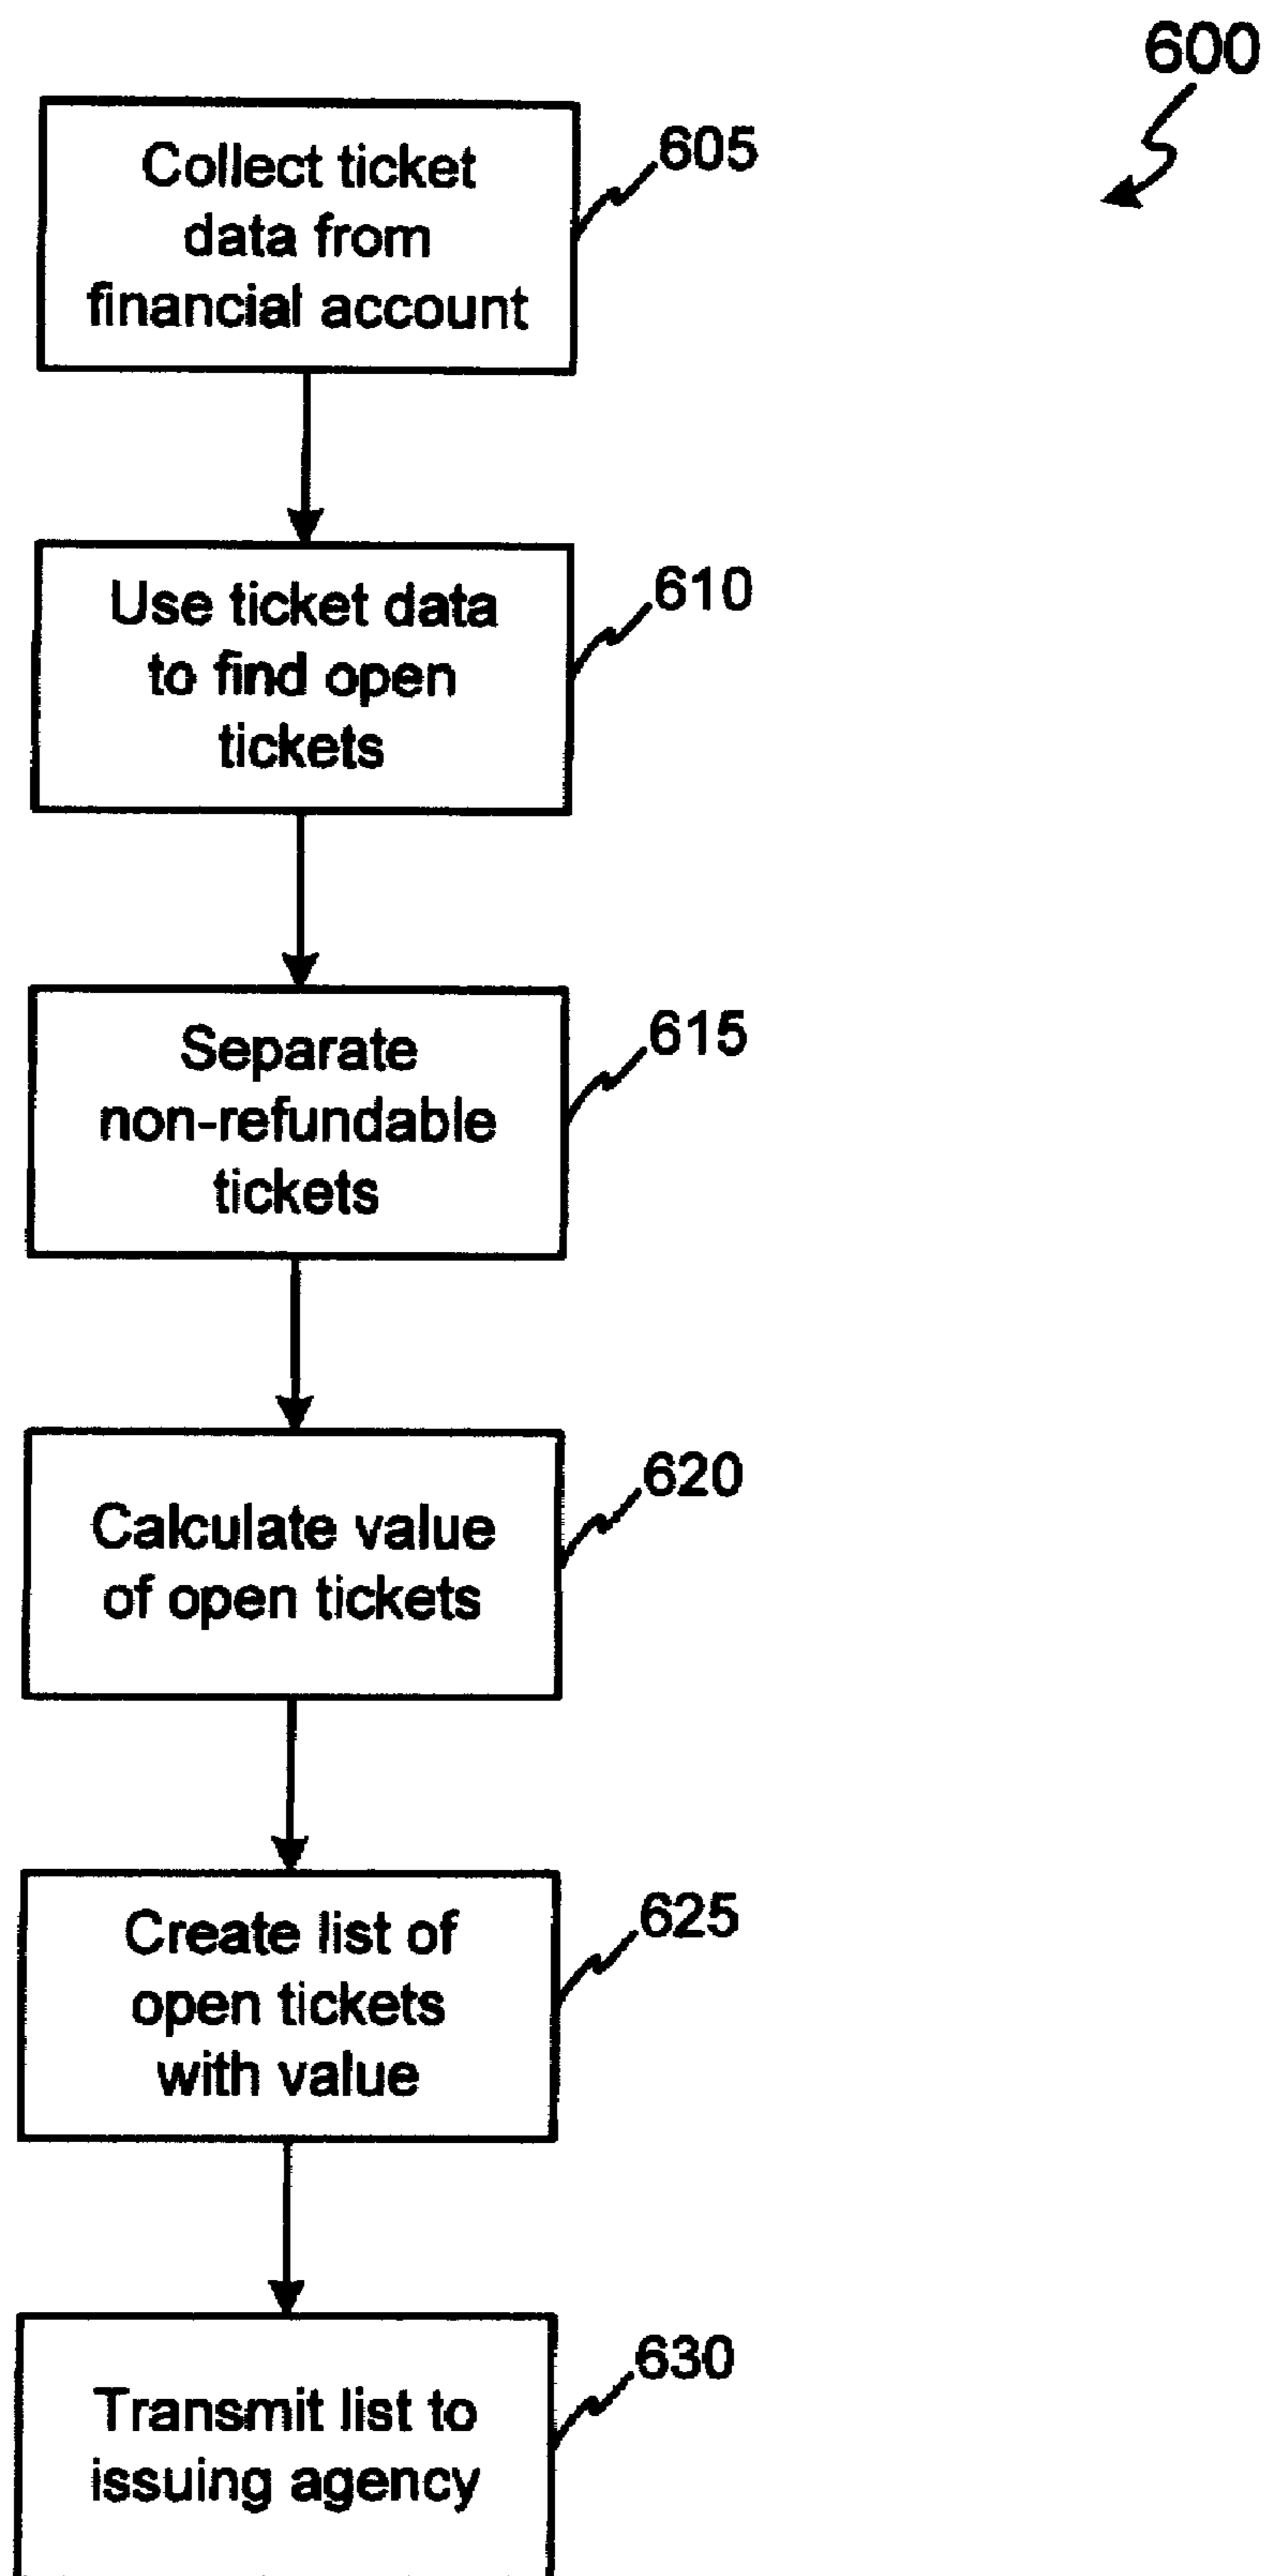 600
Collect ticket
data from
financial account
605
Use ticket data
to find open
tickets
610
Separate
non-refundable
tickets
615
Calculate value
of open tickets
620
Create list of
open tickets
with value
625
Transmit list to
issuing agency
630